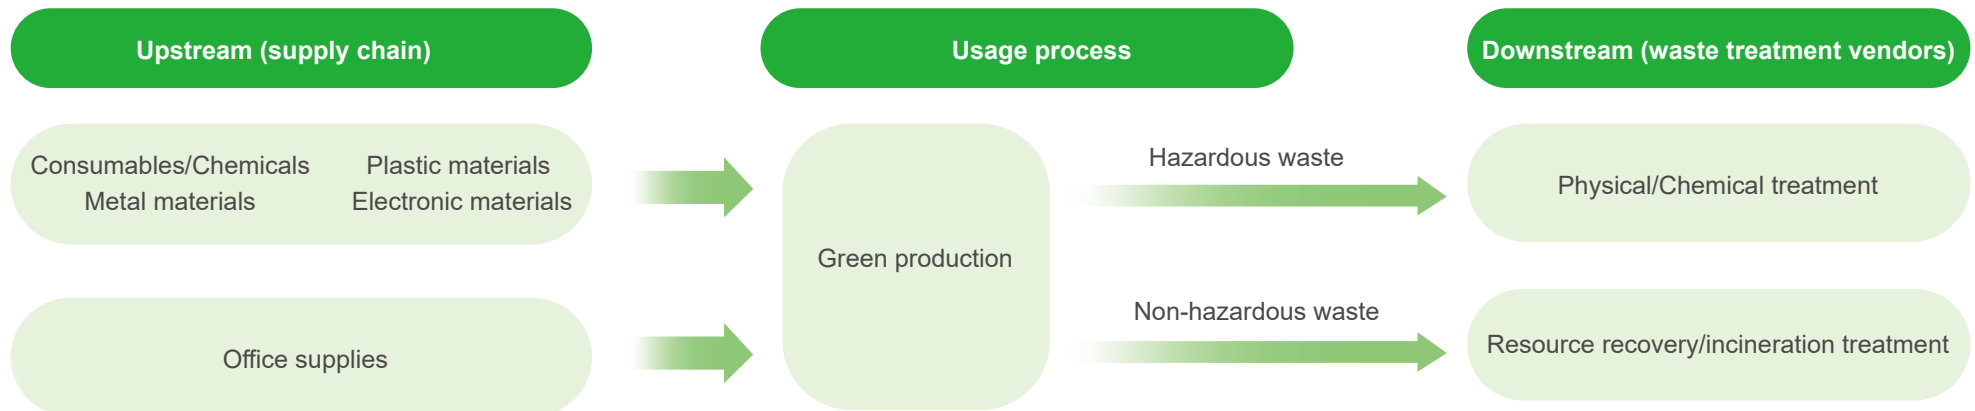 Upstream (supply chain)
Usage process
Downstream (waste treatment vendors)
Consumables/Chemicals
Plastic materials
Metal materials
Electronic materials
Office supplies
Green production
Hazardous waste
Non-hazardous waste
Physical/Chemical treatment
Resource recovery/incineration treatment